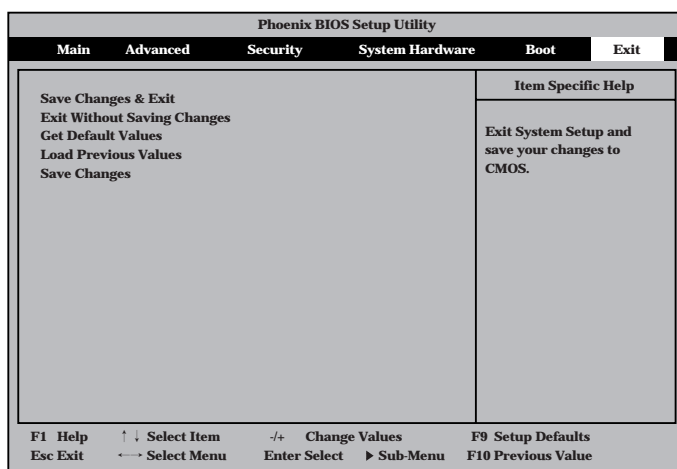 Phoenix BIOS Setup Utility
Main Advanced Security System Hardware Boot Exit
Save Changes & Exit
Exit Without Saving Changes
Get Default Values
Load Previous Values
Save Changes
Item Specific Help
Exit System Setup and
save your changes to
CMOS.
F1 Help ↑ ↓ Select Item -/+ Change Values F9 Setup Defaults
Esc Exit ←→ Select Menu Enter Select ▶ Sub-Menu F10 Previous Value